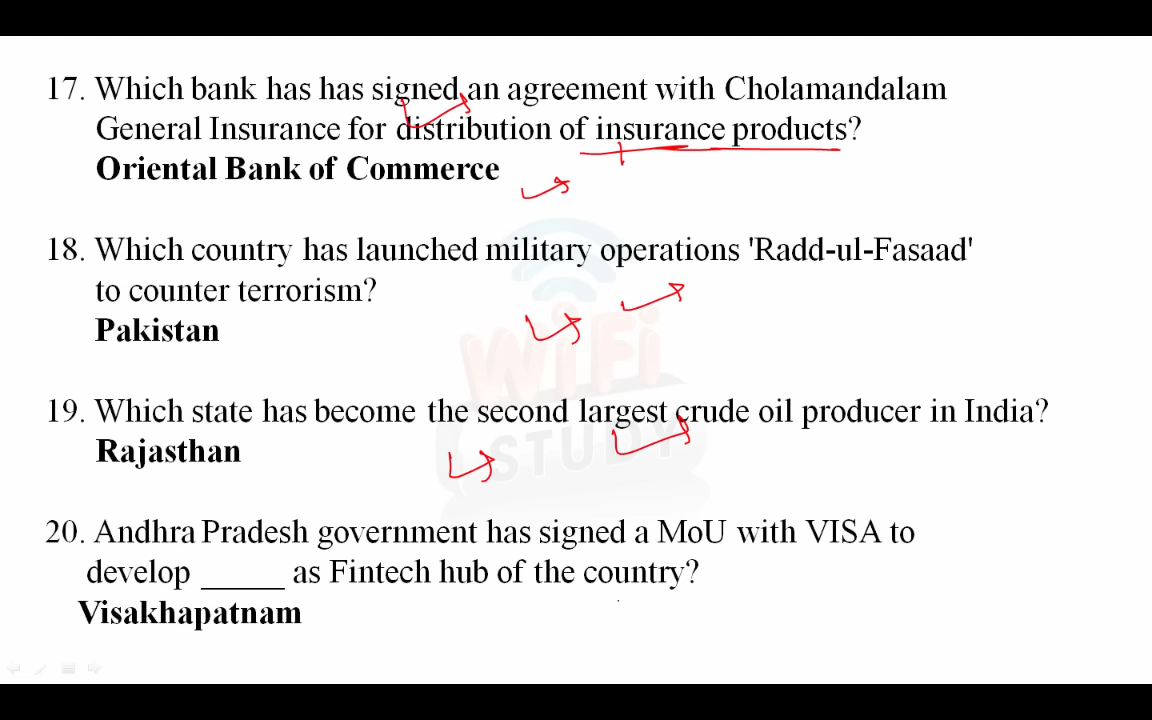 17. Which bank has has signed an agreement with Cholamandalam
General Insurance for distribution of insurance products?
Oriental Bank of Commerce
18. Which country has launched military operations 'Radd-ul-Fasaad'
to counter terrorism?
Pakistan
WiFi
19. Which state has become the second largest crude oil producer in India?
Rajasthan
STUDY
20. Andhra Pradesh government has signed a MoU with VISA to
develop _____ as Fintech hub of the country?
Visakhapatnam